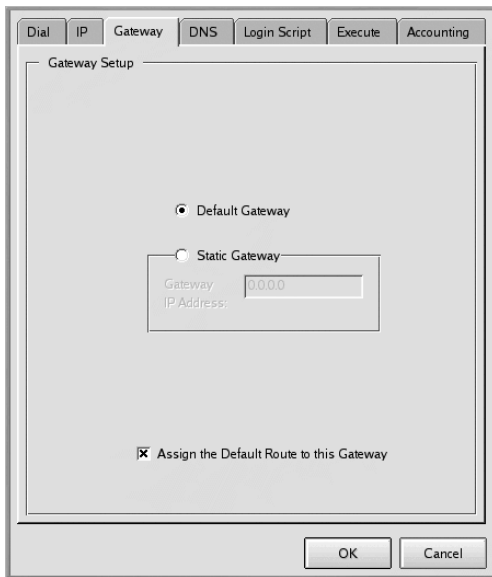 Dial IP Gateway DNS Login Script Execute Accounting
Gateway Setup
Default Gateway
Static Gateway
Gateway 0.0.0.0
IP Address:
Assign the Default Route to this Gateway
OK Cancel